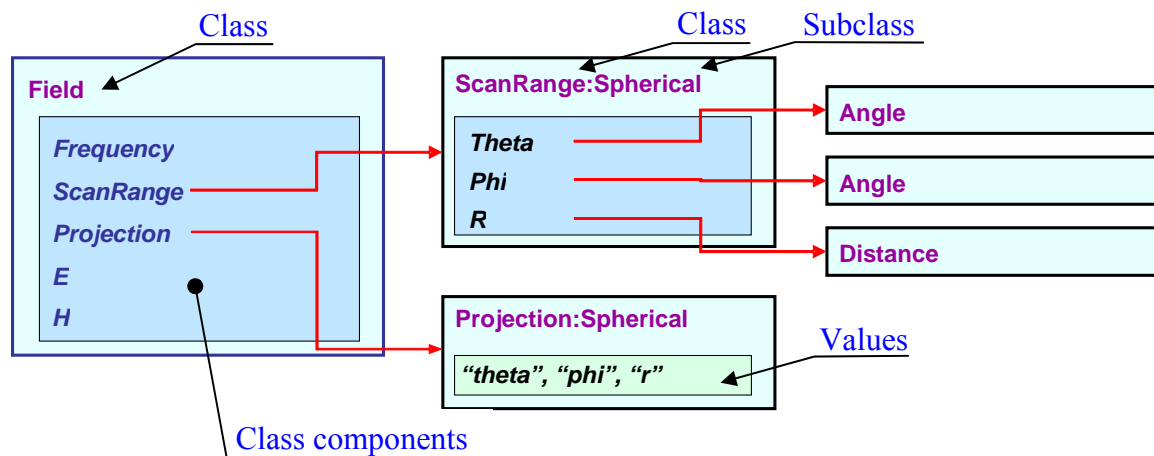 Class
Class
Subclass
Field
Frequency
ScanRange
Projection
E
H
ScanRange:Spherical
Theta
Phi
R
Angle
Angle
Distance
Projection:Spherical
“theta”, “phi”, “r”
Values
Class components